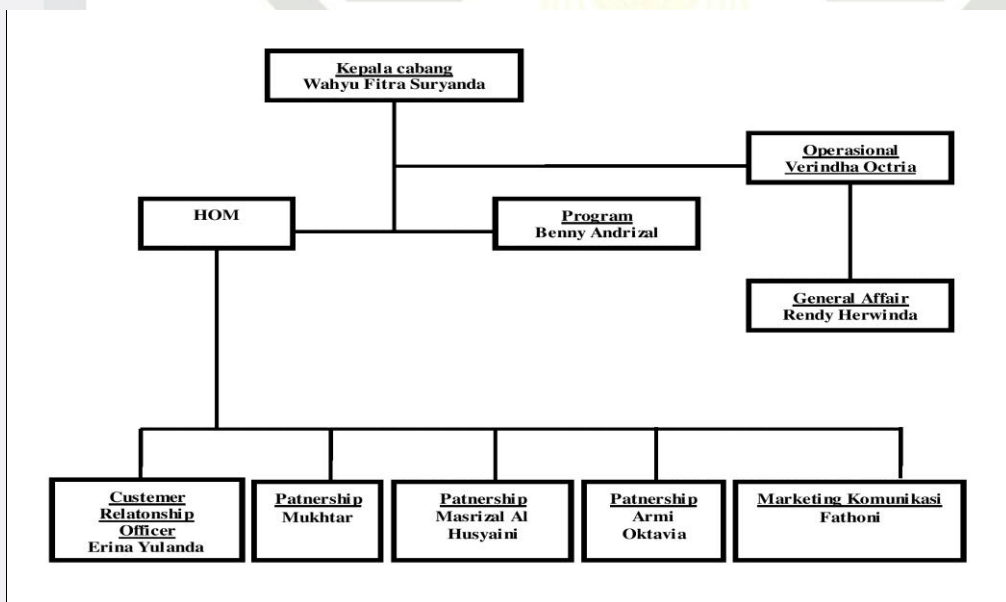 Kepala cabang
Wahyu Fitra Suryanda
Operasional
Verindha Octria
HOM
Program
Benny Andrizal
General Affair
Rendy Herwinda
Custemer
Relatonship
Officer
Erina Yulanda
Patnership
Mukhtar
Patnership
Masrizal Al
Husyaini
Patnership
Armi
Oktavia
Marketing Komunikasi
Fathoni